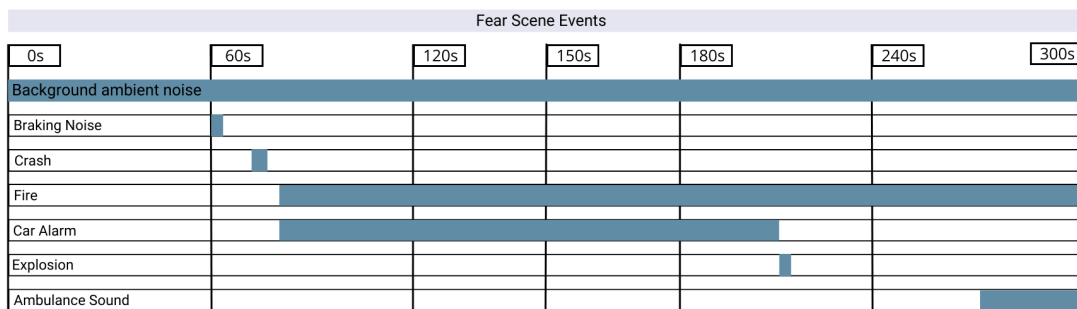 Fear Scene Events
0s 60s 120s 150s 180s 240s 300s
Background ambient noise
Braking Noise
Crash
Fire
Car Alarm
Explosion
Ambulance Sound